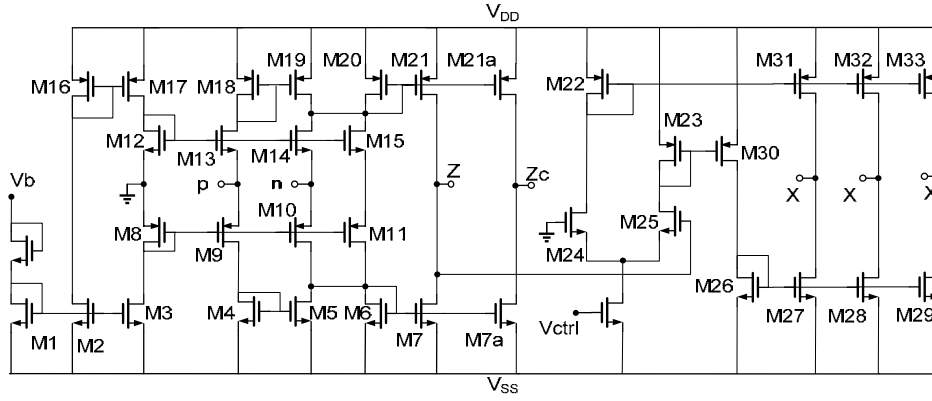 VDD
M16 M17 M18 M19 M20 M21 M21a M22 M31 M32 M33
M23
M12 M13 M14 M15 M30
Vb p n Z Zc X X X
M8 M9 M10 M11 M24 M25
M26
M1 M2 M3 M4 M5 M6 M7 M7a Vctrl M27 M28 M29
VSS